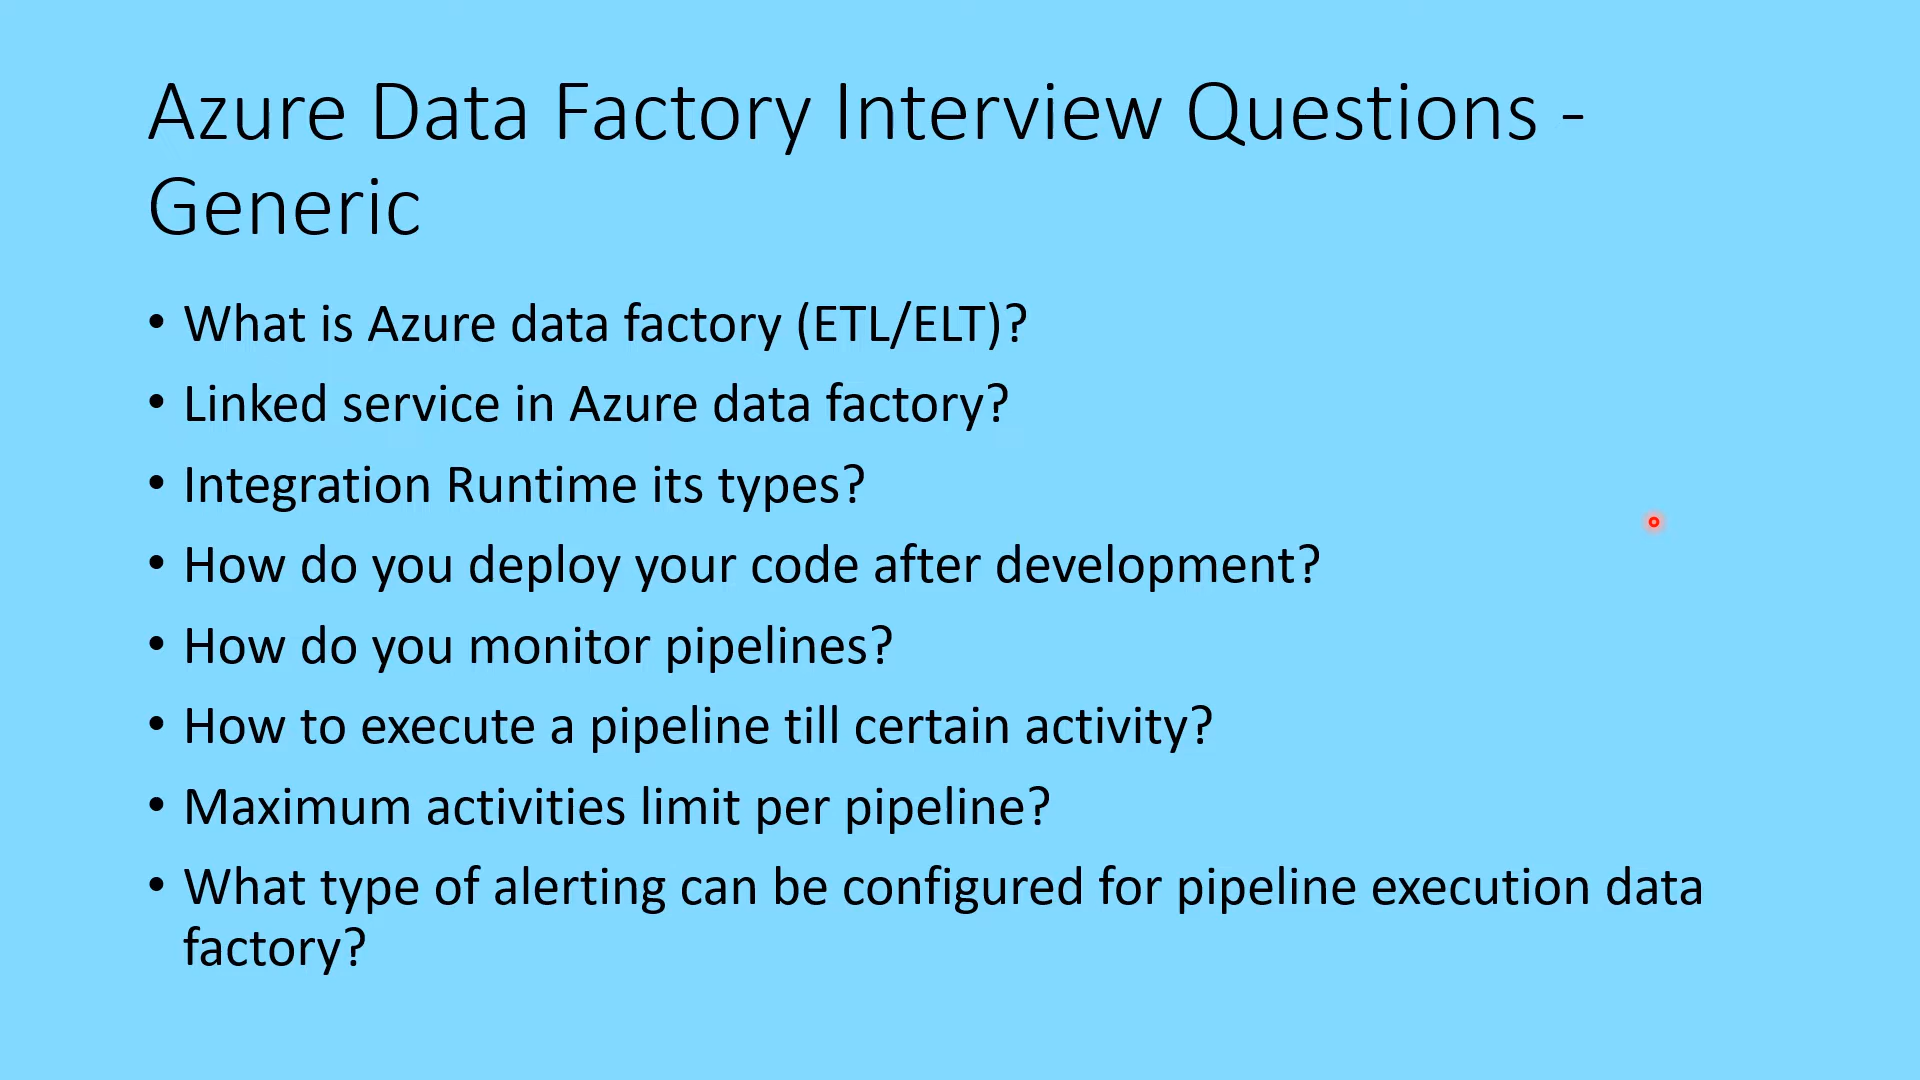 Azure Data Factory Interview Questions -
Generic
• What is Azure data factory (ETL/ELT)?
• Linked service in Azure data factory?
• Integration Runtime its types?
• How do you deploy your code after development?
• How do you monitor pipelines?
• How to execute a pipeline till certain activity?
• Maximum activities limit per pipeline?
• What type of alerting can be configured for pipeline execution data
factory?